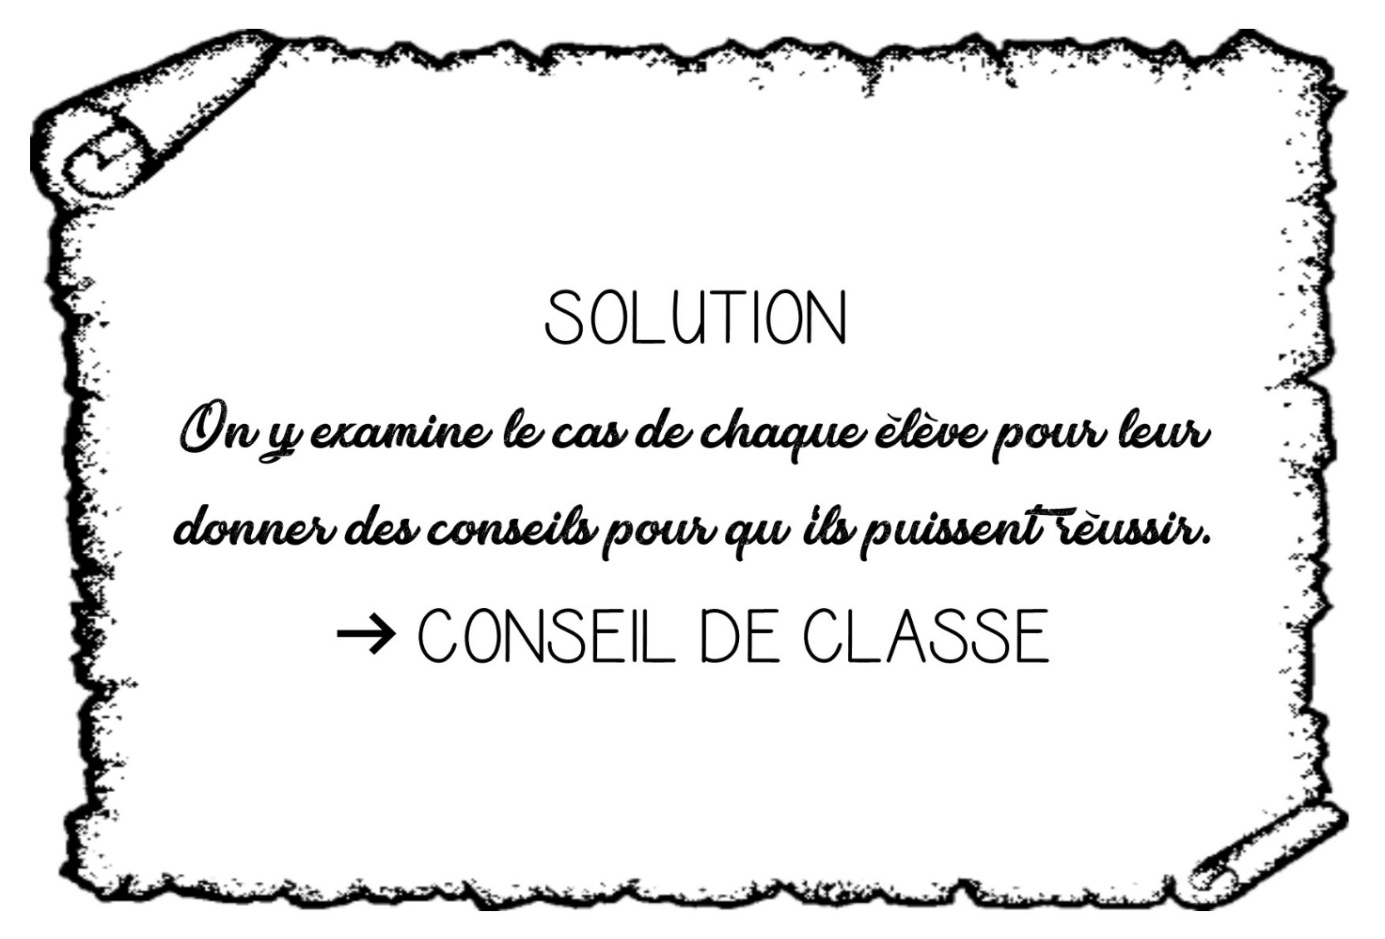 SOLUTION
On y examine le cas de chaque élève pour leur
donner des conseils pour qu'ils puissent réussir.
→ CONSEIL DE CLASSE